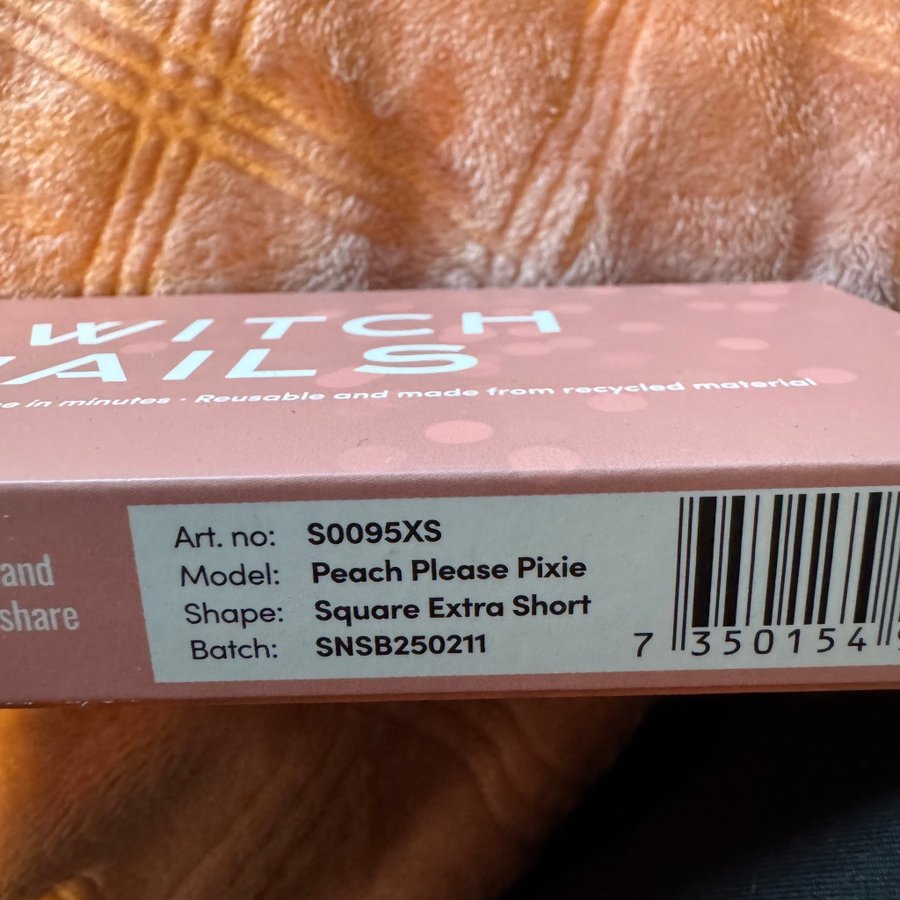 WITCH
AILS
in minutes · Reusable and made from recycled material
and
share
Art. no: S0095XS
Model: Peach Please Pixie
Shape: Square Extra Short
Batch: SNSB250211
7 350154